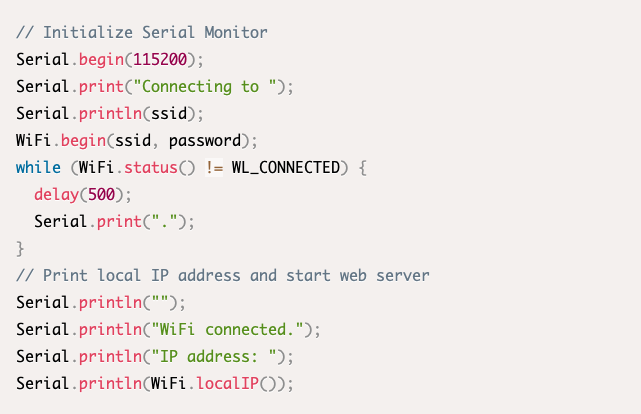 // Initialize Serial Monitor
Serial.begin(115200);
Serial.print("Connecting to ");
Serial.println(ssid);
WiFi.begin(ssid, password);
while (WiFi.status() != WL_CONNECTED) {
  delay(500);
  Serial.print(".");
}
// Print local IP address and start web server
Serial.println("");
Serial.println("WiFi connected.");
Serial.println("IP address: ");
Serial.println(WiFi.localIP());